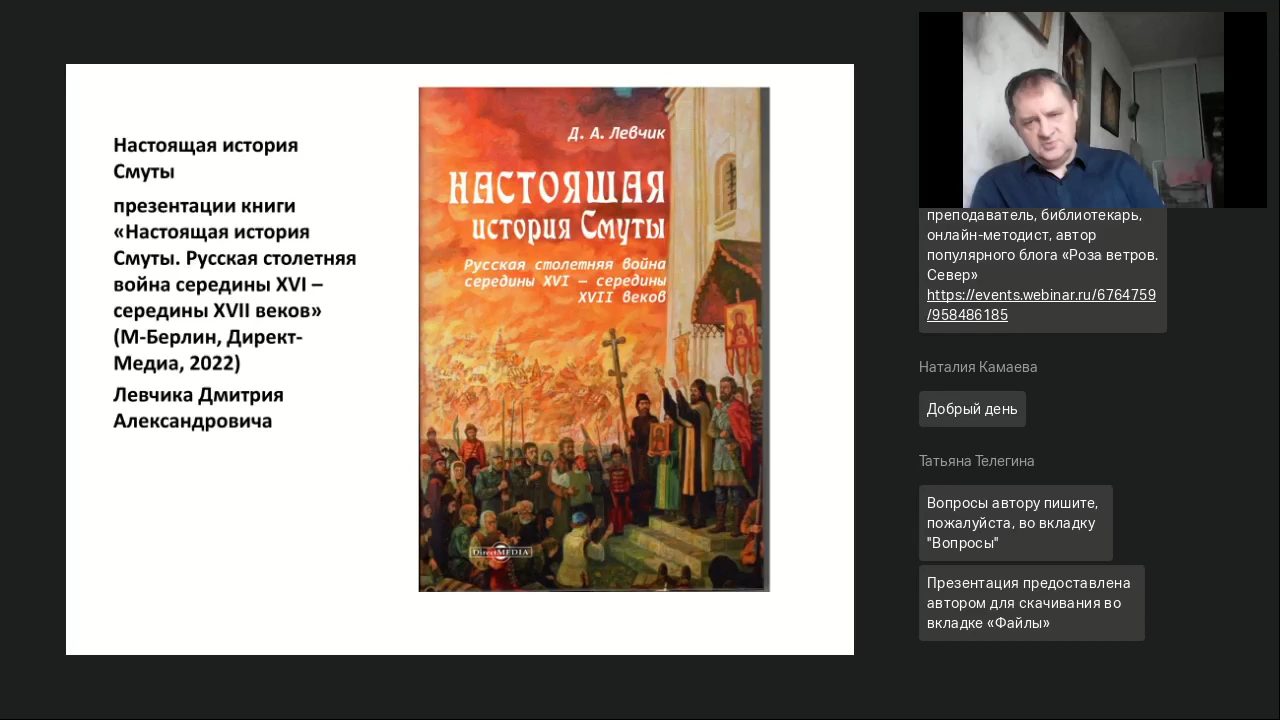 Настоящая история
Смуты
презентации книги
«Настоящая история
Смуты. Русская столетняя
война середины XVI –
середины XVII веков»
(М-Берлин, Директ-
Медиа, 2022)
Левчика Дмитрия
Александровича
Д. А. Левчик
НАСТОЯЩАЯ
история Смуты
Русская столетняя война
середины XVI – середины
XVII веков
DirectMEDIA
преподаватель, библиотекарь,
онлайн-методист, автор
популярного блога «Роза ветров.
Север»
https://events.webinar.ru/6764759
/958486185
Наталия Камаева
Добрый день
Татьяна Телегина
Вопросы автору пишите,
пожалуйста, во вкладку
"Вопросы"
Презентация предоставлена
автором для скачивания во
вкладке «Файлы»